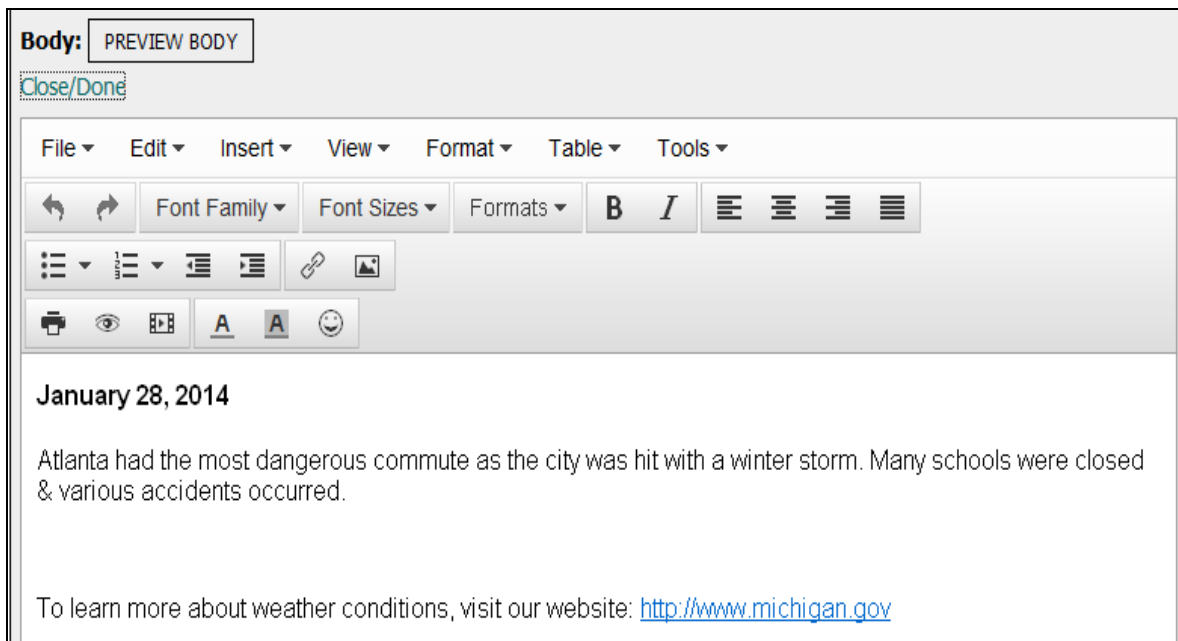 Body: PREVIEW BODY
Close/Done
File Edit Insert View Format Table Tools
Font Family Font Sizes Formats B I
A A
January 28, 2014
Atlanta had the most dangerous commute as the city was hit with a winter storm. Many schools were closed
& various accidents occurred.
To learn more about weather conditions, visit our website: http://www.michigan.gov